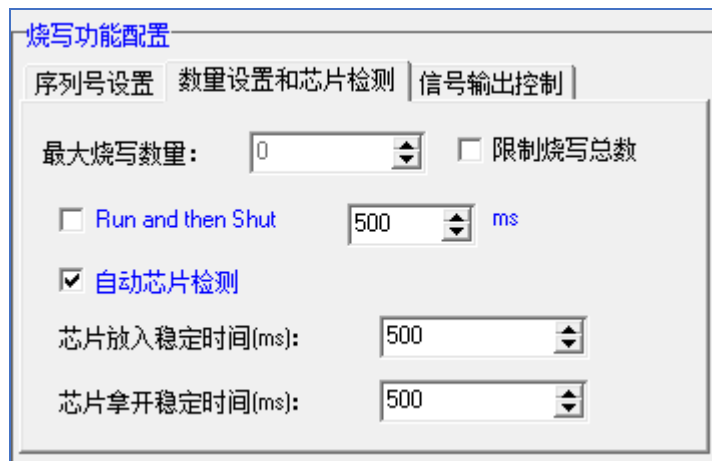 烧写功能配置
序列号设置 数量设置和芯片检测 信号输出控制
最大烧写数量： 0 限制烧写总数
Run and then Shut 500 ms
自动芯片检测
芯片放入稳定时间(ms)： 500
芯片拿开稳定时间(ms)： 500